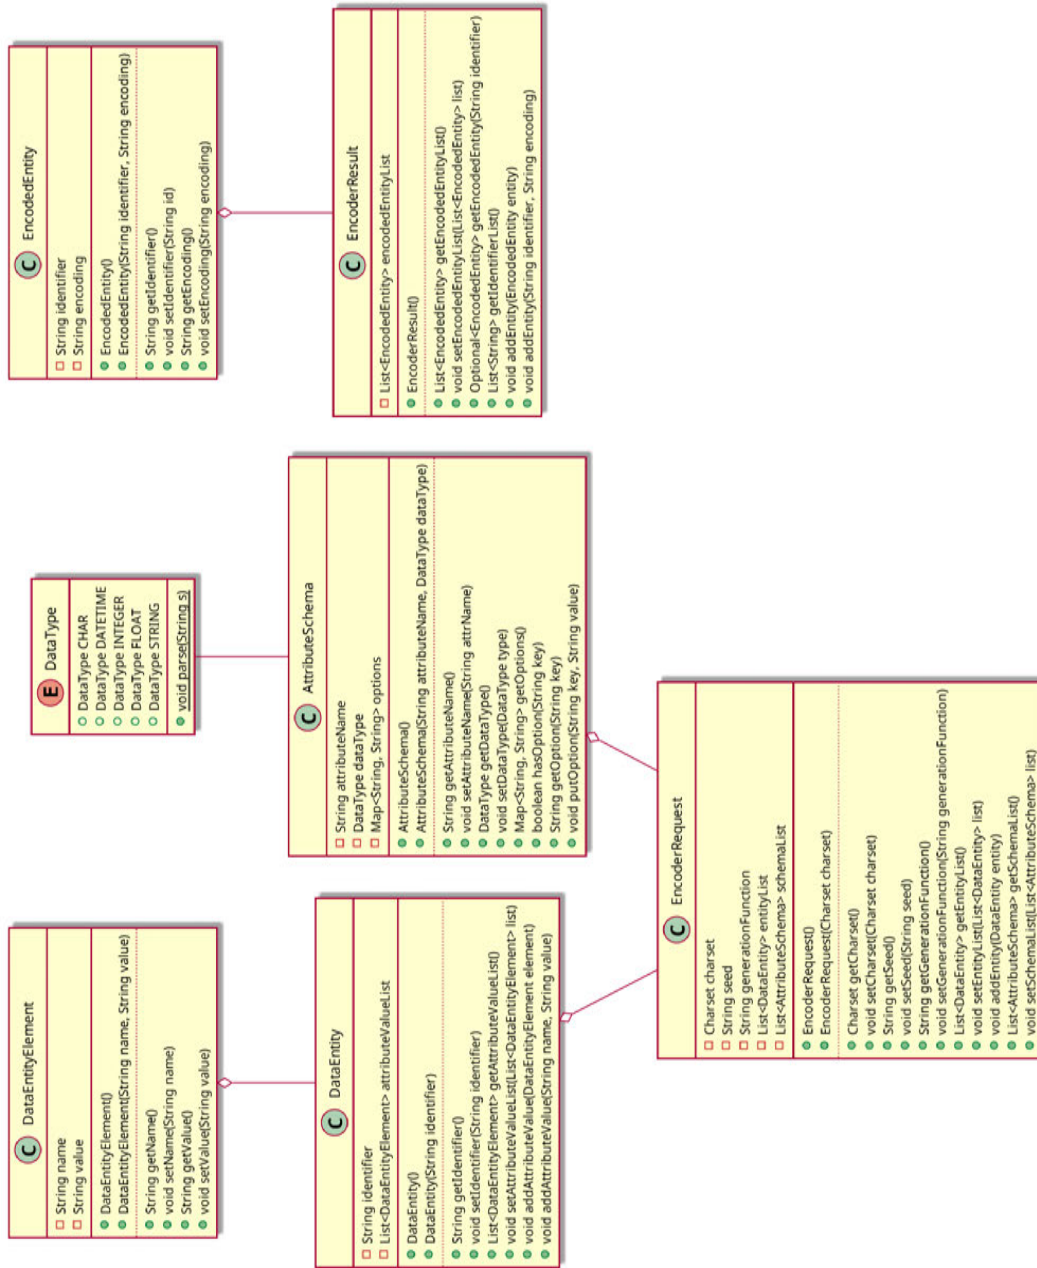 C DataEntityElement
String name
String value
DataEntityElement()
DataEntityElement(String name, String value)
String getName()
void setName(String name)
String getValue()
void setValue(String value)
E DataType
DataType CHAR
DataType DATETIME
DataType INTEGER
DataType FLOAT
DataType STRING
void parse(String s)
C EncodedEntity
String identifier
String encoding
EncodedEntity()
EncodedEntity(String identifier, String encoding)
String getIdentifier()
void setIdentifier(String id)
String getEncoding()
void setEncoding(String encoding)
C DataEntity
String identifier
List<DataEntityElement> attributeValueList
DataEntity()
DataEntity(String identifier)
String getIdentifier()
void setIdentifier(String identifier)
List<DataEntityElement> getAttributeValueList()
void setAttributeValueList(List<DataEntityElement> list)
void addAttributeValue(DataEntityElement element)
void addAttributeValue(String name, String value)
C AttributeSchema
String attributeName
DataType dataType
Map<String, String> options
AttributeSchema()
AttributeSchema(String attributeName, DataType dataType)
String getAttributeName()
void setAttributeName(String attrName)
DataType getDataType()
void setDataType(DataType type)
Map<String, String> getOptions()
boolean hasOption(String key)
String getOption(String key)
void putOption(String key, String value)
C EncoderResult
List<EncodedEntity> encodedEntityList
EncoderResult()
List<EncodedEntity> getEncodedEntityList()
void setEncodedEntityList(List<EncodedEntity> list)
Optional<EncodedEntity> getEncodedEntity(String identifier)
List<String> getIdentifierList()
void addEntity(EncodedEntity entity)
void addEntity(String identifier, String encoding)
C EncoderRequest
Charset charset
String seed
String generationFunction
List<DataEntity> entityList
List<AttributeSchema> schemaList
EncoderRequest()
EncoderRequest(Charset charset)
Charset getCharset()
void setCharset(Charset charset)
String getSeed()
void setSeed(String seed)
String getGenerationFunction()
void setGenerationFunction(String generationFunction)
List<DataEntity> getEntityList()
void setEntityList(List<DataEntity> list)
void addEntity(DataEntity entity)
List<AttributeSchema> getSchemaList()
void setSchemaList(List<AttributeSchema> list)